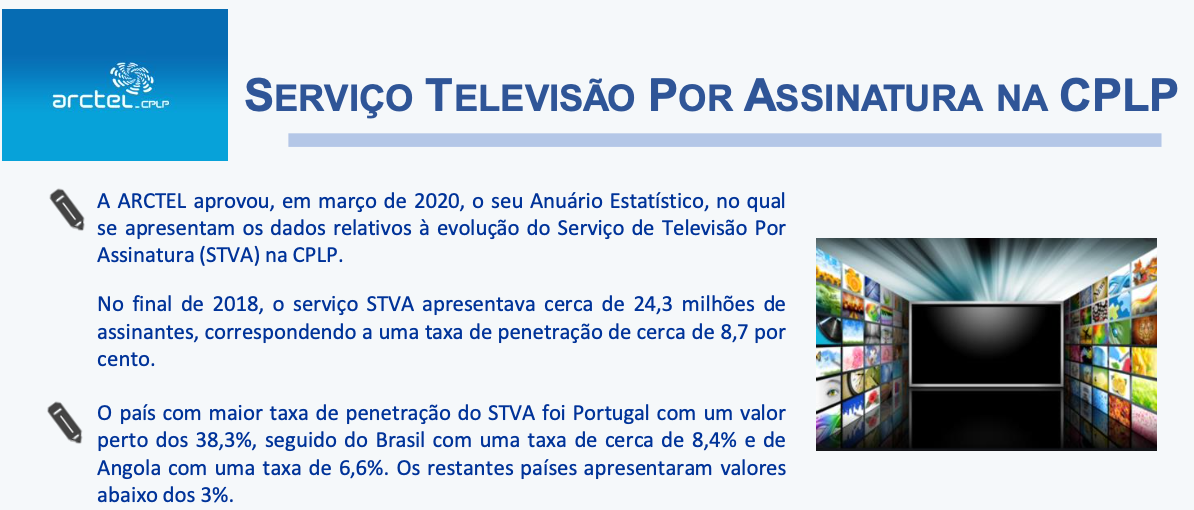 arctel_CPLP
SERVIÇO TELEVISÃO POR ASSINATURA NA CPLP
A ARCTEL aprovou, em março de 2020, o seu Anuário Estatístico, no qual
se apresentam os dados relativos à evolução do Serviço de Televisão Por
Assinatura (STVA) na CPLP.
No final de 2018, o serviço STVA apresentava cerca de 24,3 milhões de
assinantes, correspondendo a uma taxa de penetração de cerca de 8,7 por
cento.
O país com maior taxa de penetração do STVA foi Portugal com um valor
perto dos 38,3%, seguido do Brasil com uma taxa de cerca de 8,4% e de
Angola com uma taxa de 6,6%. Os restantes países apresentaram valores
abaixo dos 3%.